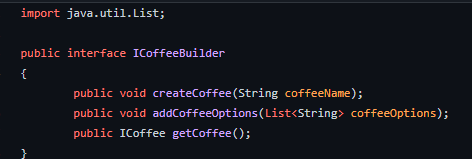 import java.util.List;

public interface ICoffeeBuilder
{
        public void createCoffee(String coffeeName);
        public void addCoffeeOptions(List<String> coffeeOptions);
        public ICoffee getCoffee();
}